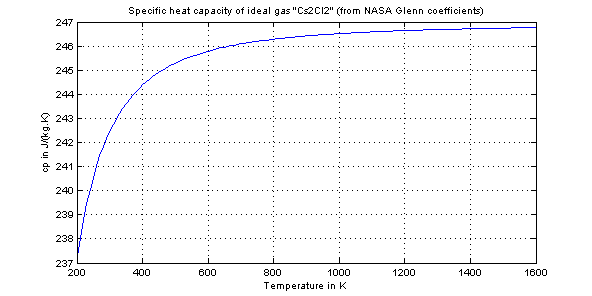 Specific heat capacity of ideal gas "Cs2Cl2" (from NASA Glenn coefficients)
247
246
245
244
243
242
241
240
239
238
237
cp in J/(kg.K)
200 400 600 800 1000 1200 1400 1600
Temperature in K